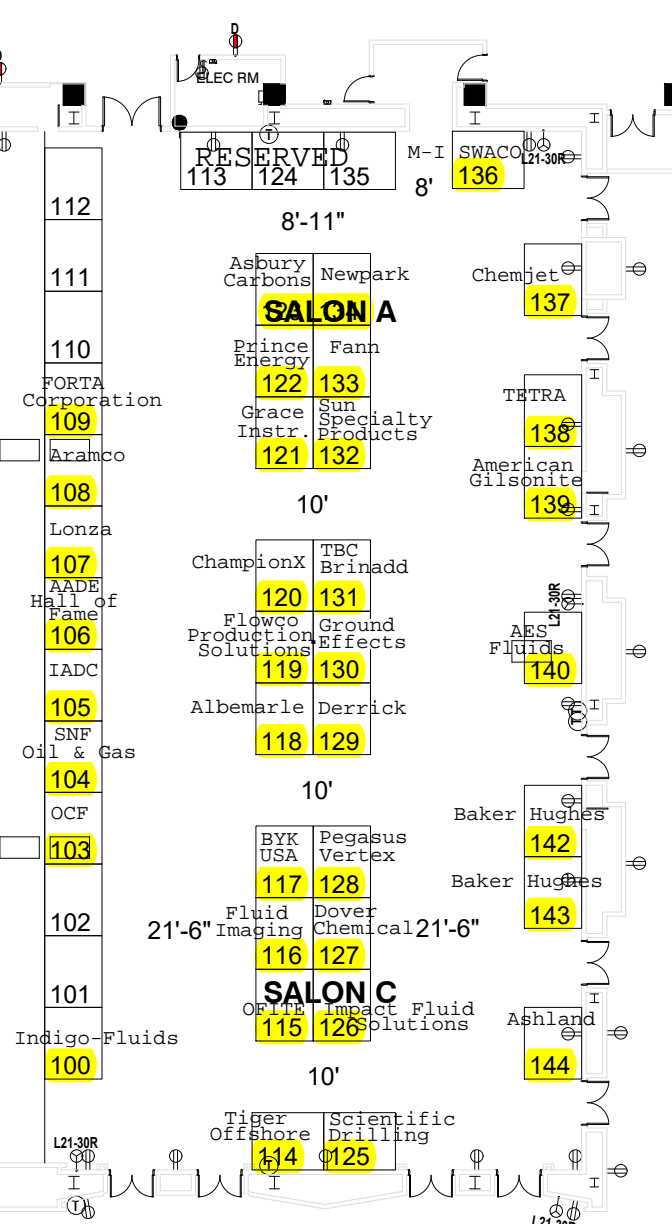 D
ELEC RM
T
RESERVED
113 124 135
M-I SWACO
136
L21-30R
8'
112
8'-11"
Asbury
Carbons
Newpark
Chemjet
111
SALON A
137
110
Prince
Energy
Fann
122 133
FORTA
Corporation
109
Grace
Instr.
Sun
Specialty
Products
121 132
TETRA
138
Aramco
108
American
Gilsonite
139
10'
Lonza
107
ChampionX
TBC
Brinadd
120 131
AADE
Hall of
Fame
106
Flowco
Production
Solutions
Ground
Effects
119 130
L21-30R
AES
Fluids
140
IADC
105
Albemarle
Derrick
118 129
SNF
Oil & Gas
104
10'
OCF
103
BYK
USA
Pegasus
Vertex
117 128
Baker Hughes
142
102
21'-6"
Fluid
Imaging
Dover
Chemical
21'-6"
116 127
Baker Hughes
143
101
SALON C
OFITE
Impact Fluid
Solutions
115 126
Ashland
144
Indigo-Fluids
100
10'
Tiger
Offshore
Scientific
Drilling
114 125
L21-30R
T
T
L21-30R